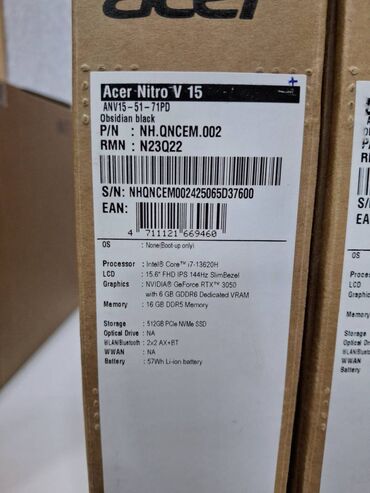 acer
Acer Nitro V 15
ANV15-51-71PD
Obsidian black
P/N : NH.QNCEM.002
RMN : N23Q22
S/N: NHQNCEM002425065D37600
EAN:
4 711121 669460
OS : None(Boot-up only)
Processor : Intel® Core™ i7-13620H
LCD : 15.6" FHD IPS 144Hz SlimBezel
Graphics : NVIDIA® GeForce RTX™ 3050
with 6 GB GDDR6 Dedicated VRAM
Memory : 16 GB DDR5 Memory
Storage : 512GB PCIe NVMe SSD
Optical Drive : NA
WLAN/Bluetooth : 2x2 AX+BT
WWAN : NA
Battery : 57Wh Li-ion battery